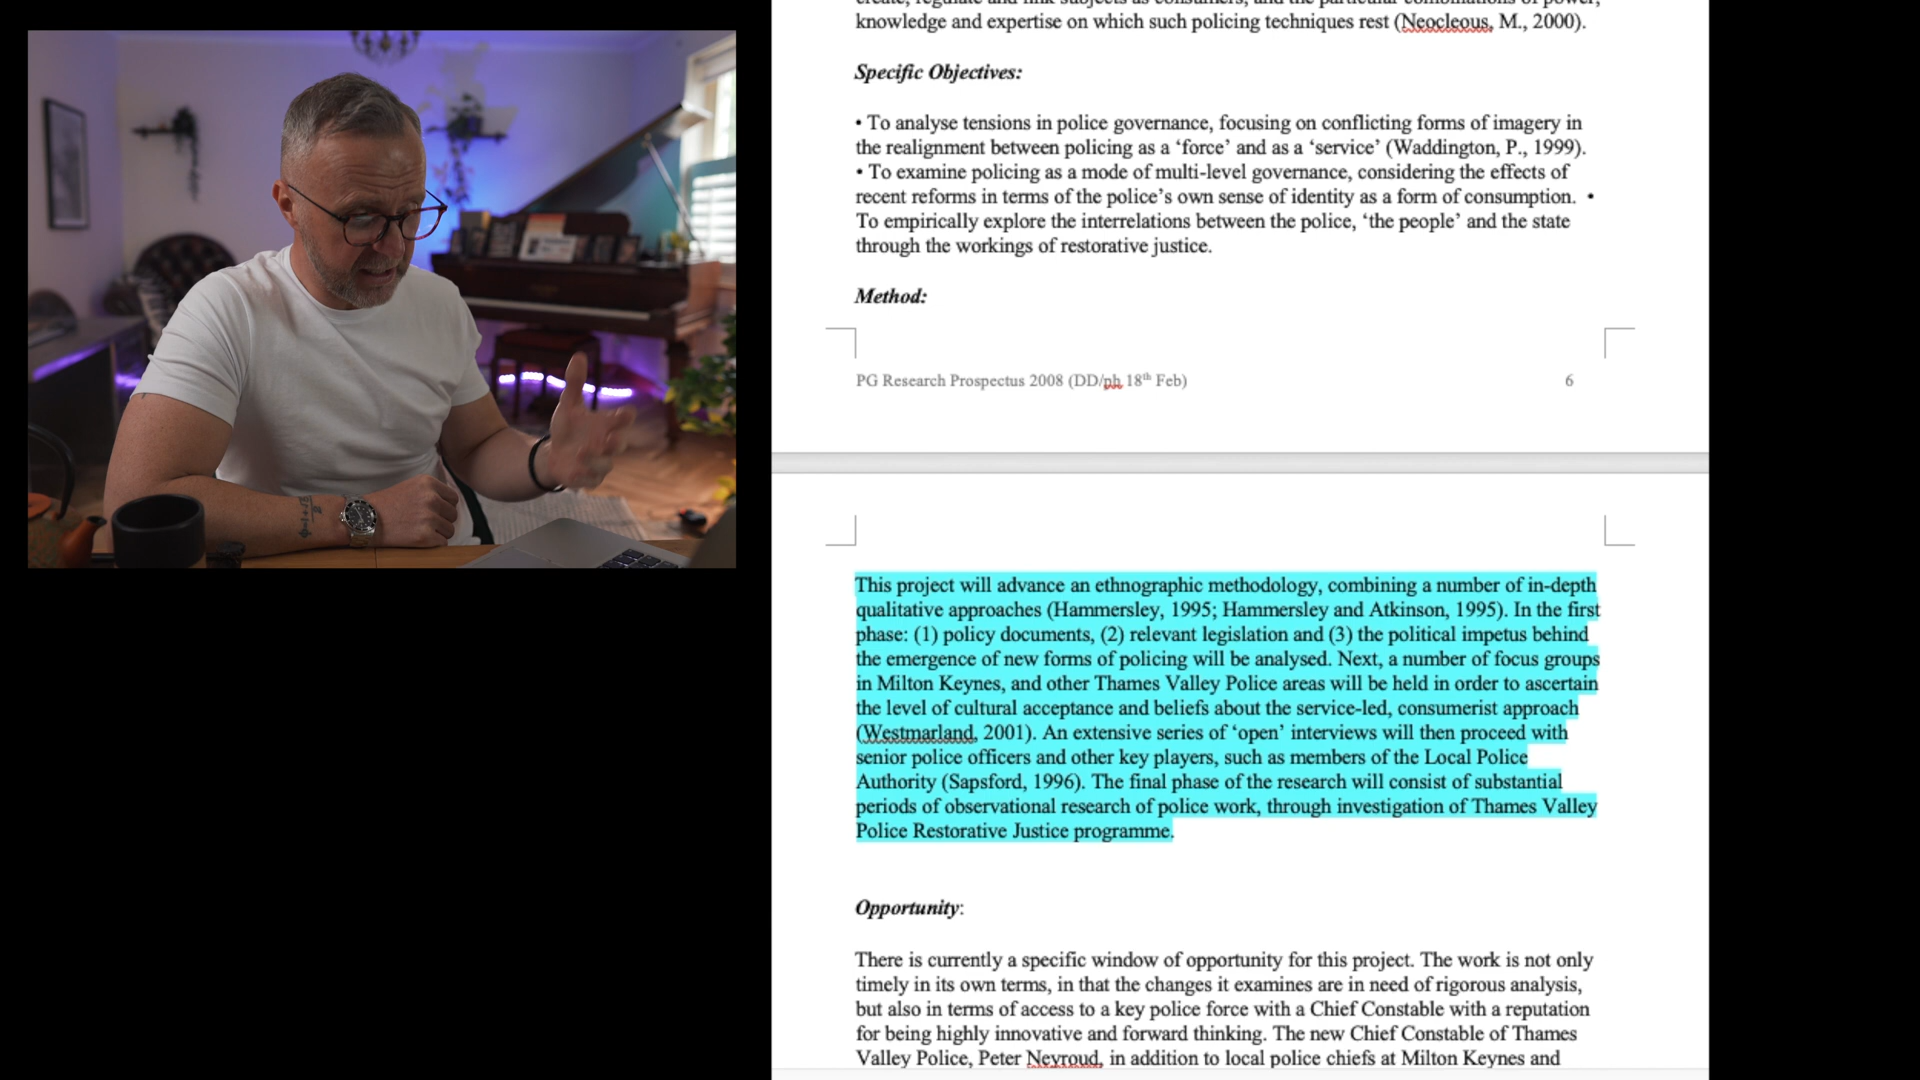 create, regulate and link subjects as consumers, and the particular combinations of power,
knowledge and expertise on which such policing techniques rest (Neocleous, M., 2000).
Specific Objectives:
• To analyse tensions in police governance, focusing on conflicting forms of imagery in
the realignment between policing as a ‘force’ and as a ‘service’ (Waddington, P., 1999).
• To examine policing as a mode of multi-level governance, considering the effects of
recent reforms in terms of the police’s own sense of identity as a form of consumption. •
To empirically explore the interrelations between the police, ‘the people’ and the state
through the workings of restorative justice.
Method:
PG Research Prospectus 2008 (DD/ph 18th Feb) 6
This project will advance an ethnographic methodology, combining a number of in-depth
qualitative approaches (Hammersley, 1995; Hammersley and Atkinson, 1995). In the first
phase: (1) policy documents, (2) relevant legislation and (3) the political impetus behind
the emergence of new forms of policing will be analysed. Next, a number of focus groups
in Milton Keynes, and other Thames Valley Police areas will be held in order to ascertain
the level of cultural acceptance and beliefs about the service-led, consumerist approach
(Westmarland, 2001). An extensive series of ‘open’ interviews will then proceed with
senior police officers and other key players, such as members of the Local Police
Authority (Sapsford, 1996). The final phase of the research will consist of substantial
periods of observational research of police work, through investigation of Thames Valley
Police Restorative Justice programme.
Opportunity:
There is currently a specific window of opportunity for this project. The work is not only
timely in its own terms, in that the changes it examines are in need of rigorous analysis,
but also in terms of access to a key police force with a Chief Constable with a reputation
for being highly innovative and forward thinking. The new Chief Constable of Thames
Valley Police, Peter Neyroud, in addition to local police chiefs at Milton Keynes and